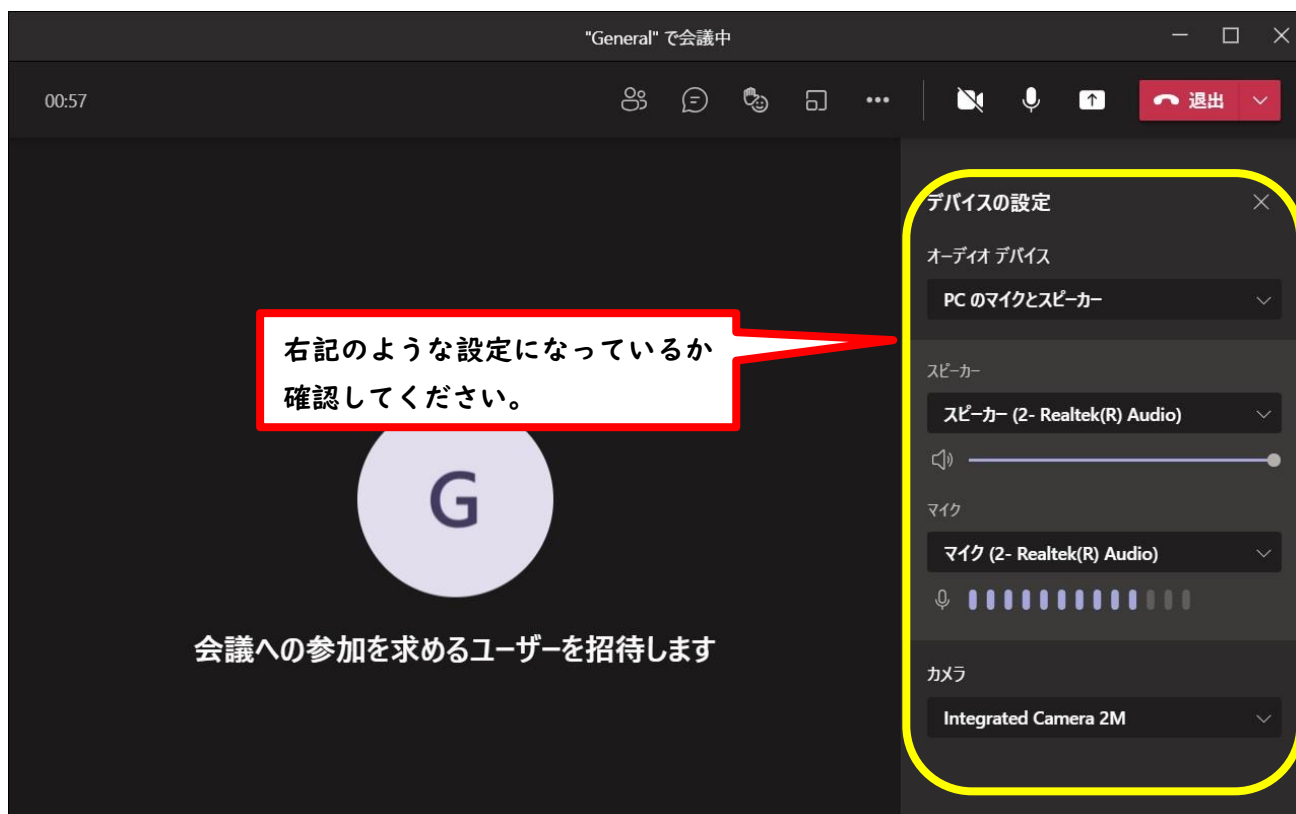 "General" で会議中
00:57
退出
デバイスの設定
オーディオ デバイス
PC のマイクとスピーカー
右記のような設定になっているか
確認してください。
スピーカー
スピーカー (2- Realtek(R) Audio)
マイク
マイク (2- Realtek(R) Audio)
G
会議への参加を求めるユーザーを招待します
カメラ
Integrated Camera 2M